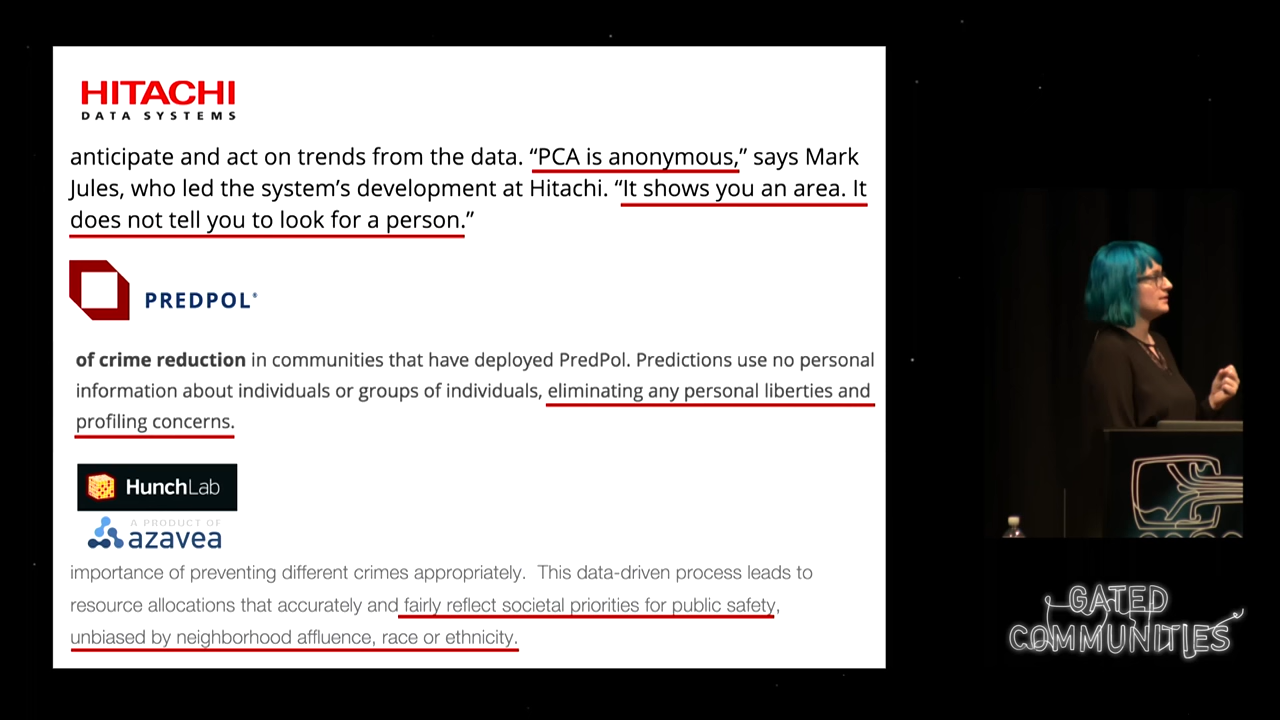 HITACHI
DATA SYSTEMS
anticipate and act on trends from the data. “PCA is anonymous,” says Mark
Jules, who led the system’s development at Hitachi. “It shows you an area. It
does not tell you to look for a person.”
PREDPOL®
of crime reduction in communities that have deployed PredPol. Predictions use no personal
information about individuals or groups of individuals, eliminating any personal liberties and
profiling concerns.
HunchLab
A PRODUCT OF
azavea
importance of preventing different crimes appropriately.  This data-driven process leads to
resource allocations that accurately and fairly reflect societal priorities for public safety,
unbiased by neighborhood affluence, race or ethnicity.
GATED
COMMUNITIES